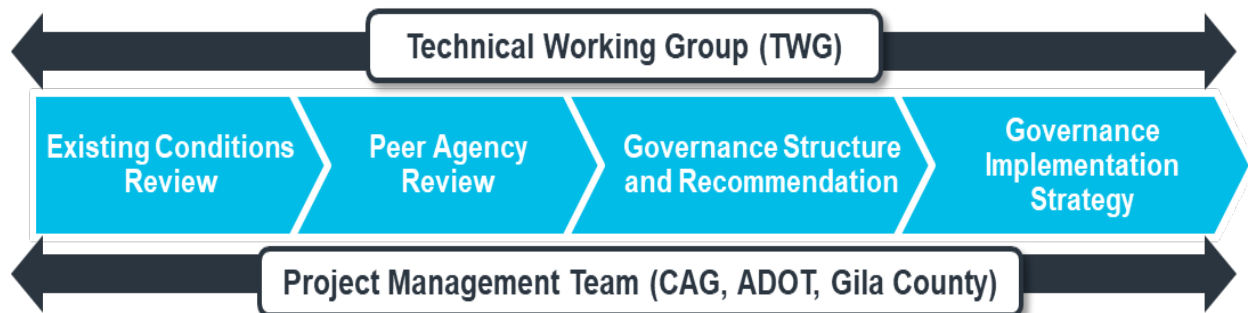 Technical Working Group (TWG)
Existing Conditions
Review
Peer Agency
Review
Governance Structure
and Recommendation
Governance
Implementation
Strategy
Project Management Team (CAG, ADOT, Gila County)